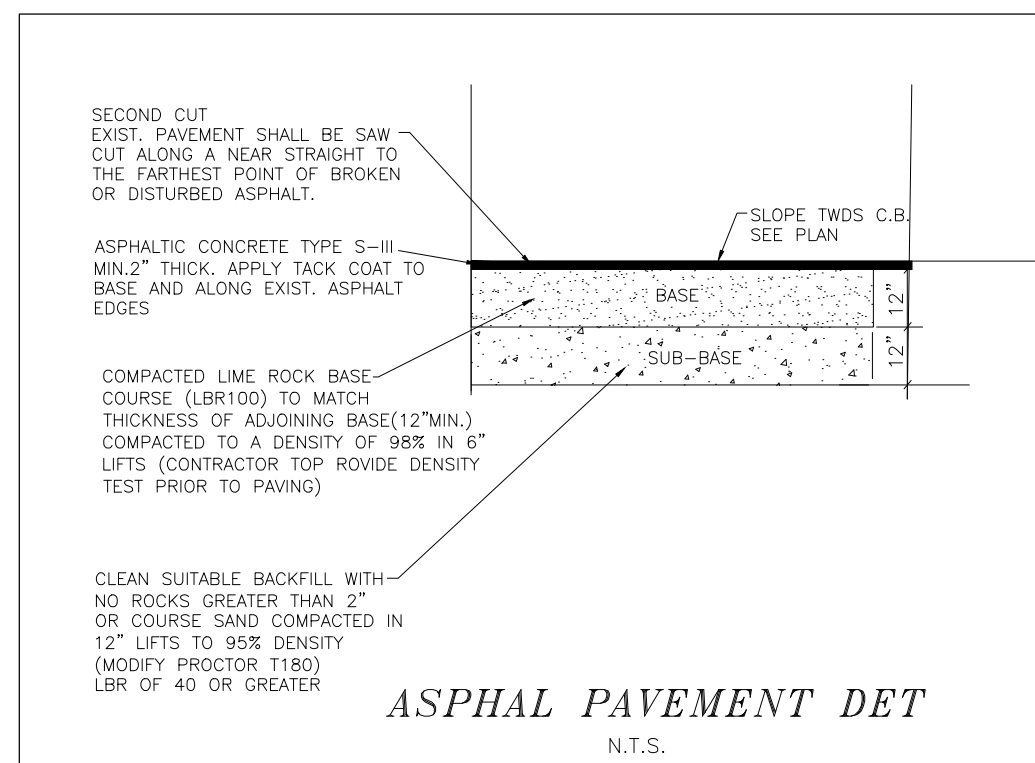 SECOND CUT
EXIST. PAVEMENT SHALL BE SAW
CUT ALONG A NEAR STRAIGHT TO
THE FARTHEST POINT OF BROKEN
OR DISTURBED ASPHALT.
SLOPE TWDS C.B.
SEE PLAN
ASPHALTIC CONCRETE TYPE S-III
MIN.2" THICK. APPLY TACK COAT TO
BASE AND ALONG EXIST. ASPHALT
EDGES
BASE
12"
SUB-BASE
12"
COMPACTED LIME ROCK BASE
COURSE (LBR100) TO MATCH
THICKNESS OF ADJOINING BASE(12"MIN.)
COMPACTED TO A DENSITY OF 98% IN 6"
LIFTS (CONTRACTOR TOP ROVIDE DENSITY
TEST PRIOR TO PAVING)
CLEAN SUITABLE BACKFILL WITH
NO ROCKS GREATER THAN 2"
OR COURSE SAND COMPACTED IN
12" LIFTS TO 95% DENSITY
(MODIFY PROCTOR T180)
LBR OF 40 OR GREATER
ASPHAL PAVEMENT DET
N.T.S.